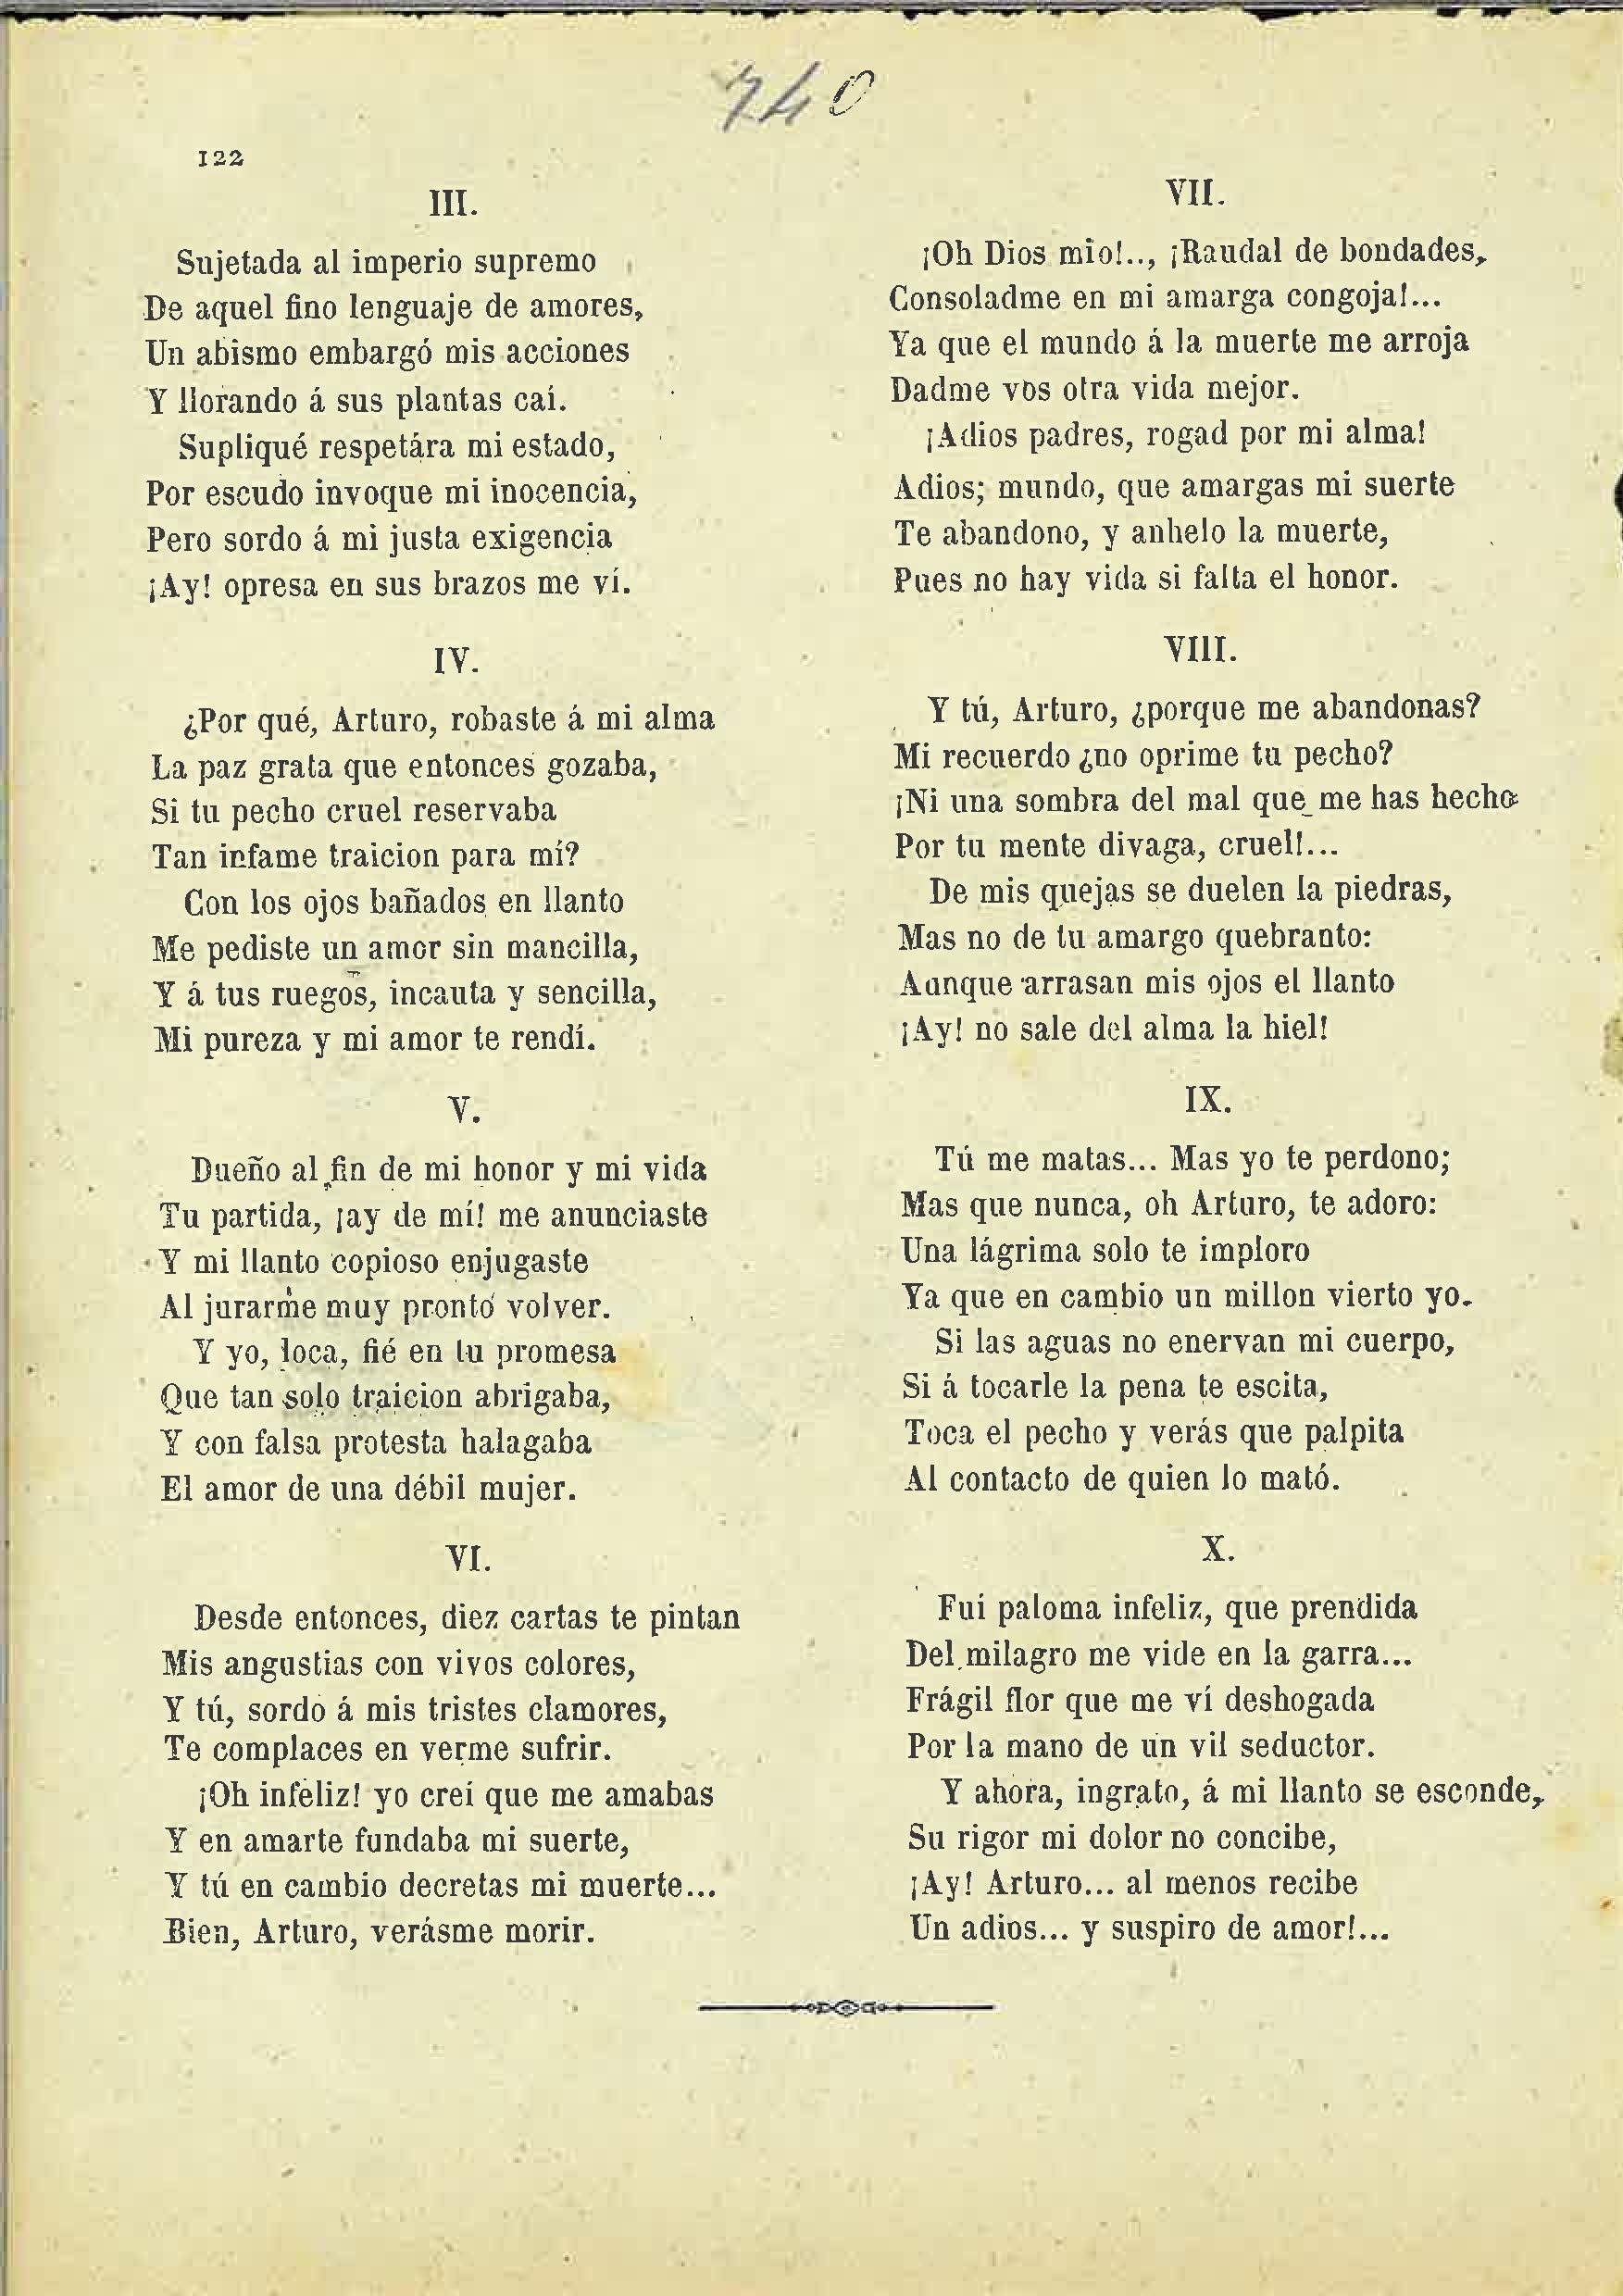 740
122
III.
Sujetada al imperio supremo
De aquel fino lenguaje de amores,
Un abismo embargó mis acciones
Y llorando á sus plantas caí.
Supliqué respetára mi estado,
Por escudo invoque mi inocencia,
Pero sordo á mi justa exigencia
¡Ay! opresa en sus brazos me ví.
IV.
¿Por qué, Arturo, robaste á mi alma
La paz grata que entonces gozaba,
Si tu pecho cruel reservaba
Tan infame traicion para mí?
Con los ojos bañados en llanto
Me pediste un amor sin mancilla,
Y á tus ruegos, incauta y sencilla,
Mi pureza y mi amor te rendí.
V.
Dueño al fin de mi honor y mi vida
Tu partida, ¡ay de mí! me anunciaste
Y mi llanto copioso enjugaste
Al jurarme muy pronto volver.
Y yo, loca, fié en tu promesa
Que tan solo traicion abrigaba,
Y con falsa protesta halagaba
El amor de una débil mujer.
VI.
Desde entonces, diez cartas te pintan
Mis angustias con vivos colores,
Y tú, sordo á mis tristes clamores,
Te complaces en verme sufrir.
¡Oh infeliz! yo creí que me amabas
Y en amarte fundaba mi suerte,
Y tú en cambio decretas mi muerte...
Bien, Arturo, verásme morir.
VII.
¡Oh Dios mio!.., ¡Raudal de bondades,
Consoladme en mi amarga congoja!...
Ya que el mundo á la muerte me arroja
Dadme vos otra vida mejor.
¡Adios padres, rogad por mi alma!
Adios; mundo, que amargas mi suerte
Te abandono, y anhelo la muerte,
Pues no hay vida si falta el honor.
VIII.
Y tú, Arturo, ¿porque me abandonas?
Mi recuerdo ¿no oprime tu pecho?
¡Ni una sombra del mal que me has hecho
Por tu mente divaga, cruel!...
De mis quejas se duelen la piedras,
Mas no de tu amargo quebranto:
Aunque arrasan mis ojos el llanto
¡Ay! no sale del alma la hiel!
IX.
Tú me matas... Mas yo te perdono;
Mas que nunca, oh Arturo, te adoro:
Una lágrima solo te imploro
Ya que en cambio un millon vierto yo.
Si las aguas no enervan mi cuerpo,
Si á tocarle la pena te escita,
Toca el pecho y verás que palpita
Al contacto de quien lo mató.
X.
Fui paloma infeliz, que prendida
Del milagro me vide en la garra...
Frágil flor que me ví deshogada
Por la mano de un vil seductor.
Y ahora, ingrato, á mi llanto se esconde,
Su rigor mi dolor no concibe,
¡Ay! Arturo... al menos recibe
Un adios... y suspiro de amor!...